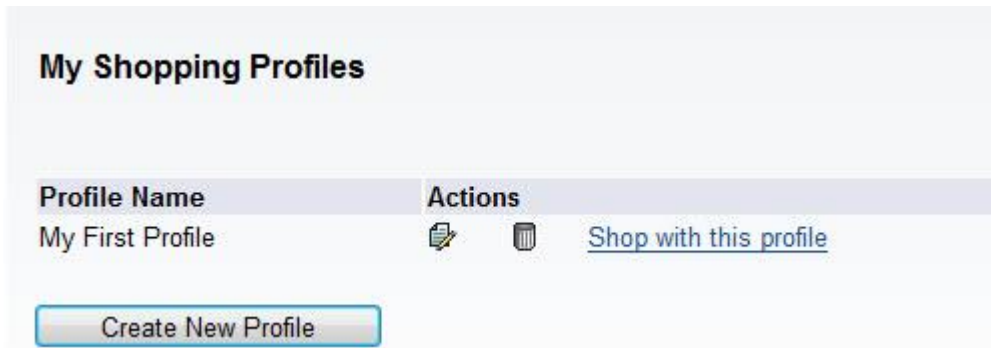 My Shopping Profiles
Profile Name Actions
My First Profile Shop with this profile
Create New Profile